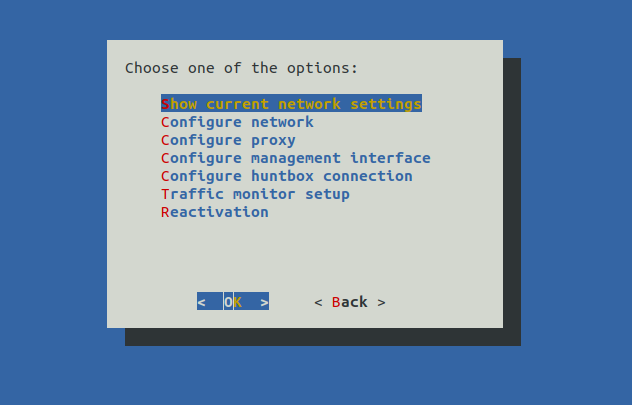 Choose one of the options:
Show current network settings
Configure network
Configure proxy
Configure management interface
Configure huntbox connection
Traffic monitor setup
Reactivation
< OK > < Back >